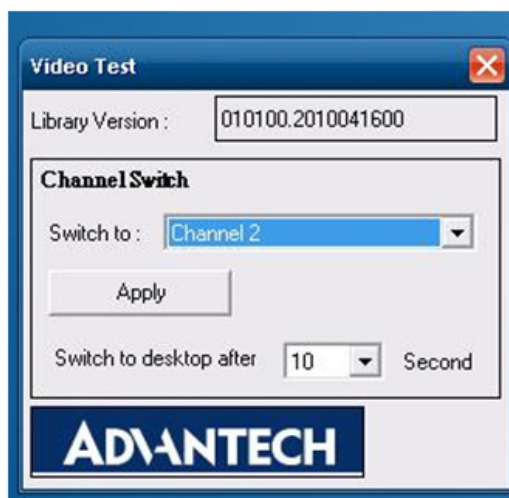 Video Test
Library Version : 010100.2010041600
Channel Switch
Switch to : Channel 2
Apply
Switch to desktop after 10 Second
ADVANTECH